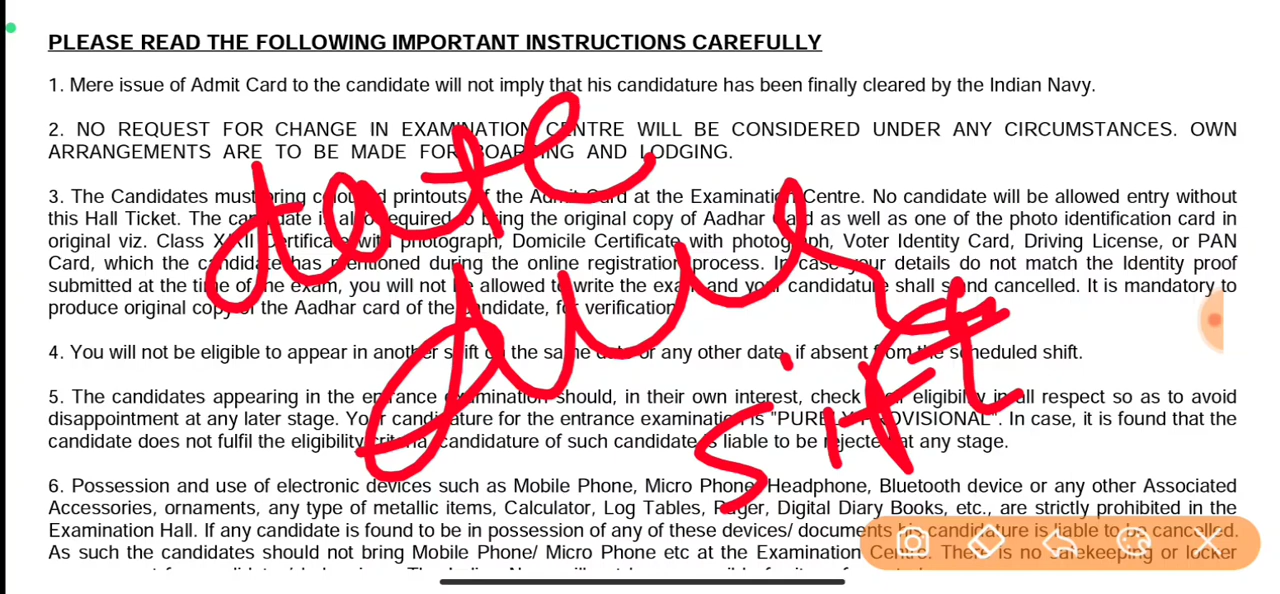 PLEASE READ THE FOLLOWING IMPORTANT INSTRUCTIONS CAREFULLY
1. Mere issue of Admit Card to the candidate will not imply that his candidature has been finally cleared by the Indian Navy.
2. NO REQUEST FOR CHANGE IN EXAMINATION CENTRE WILL BE CONSIDERED UNDER ANY CIRCUMSTANCES. OWN
ARRANGEMENTS ARE TO BE MADE FOR BOARDING AND LODGING.
3. The Candidates must bring coloured printouts of the Admit Card at the Examination Centre. No candidate will be allowed entry without
this Hall Ticket. The candidate is also required to bring the original copy of Aadhar Card as well as one of the photo identification card in
original viz. Class X/XII Certificate with photograph, Domicile Certificate with photograph, Voter Identity Card, Driving License, or PAN
Card, which the candidate has mentioned during the online registration process. In case your details do not match the Identity proof
submitted at the time of the exam, you will not be allowed to write the exam and your candidature shall stand cancelled. It is mandatory to
produce original copy of the Aadhar card of the candidate, for verification
4. You will not be eligible to appear in another shift on the same date or any other date, if absent from the scheduled shift.
5. The candidates appearing in the entrance examination should, in their own interest, check their eligibility in all respect so as to avoid
disappointment at any later stage. Your candidature for the entrance examination is "PURELY PROVISIONAL". In case, it is found that the
candidate does not fulfil the eligibility criteria, candidature of such candidate is liable to be rejected at any stage.
6. Possession and use of electronic devices such as Mobile Phone, Micro Phone, Headphone, Bluetooth device or any other Associated
Accessories, ornaments, any type of metallic items, Calculator, Log Tables, Pager, Digital Diary Books, etc., are strictly prohibited in the
Examination Hall. If any candidate is found to be in possession of any of these devices/ documents his candidature is liable to be cancelled.
As such the candidates should not bring Mobile Phone/ Micro Phone etc at the Examination Centre. There is no safekeeping or locker
date
sift